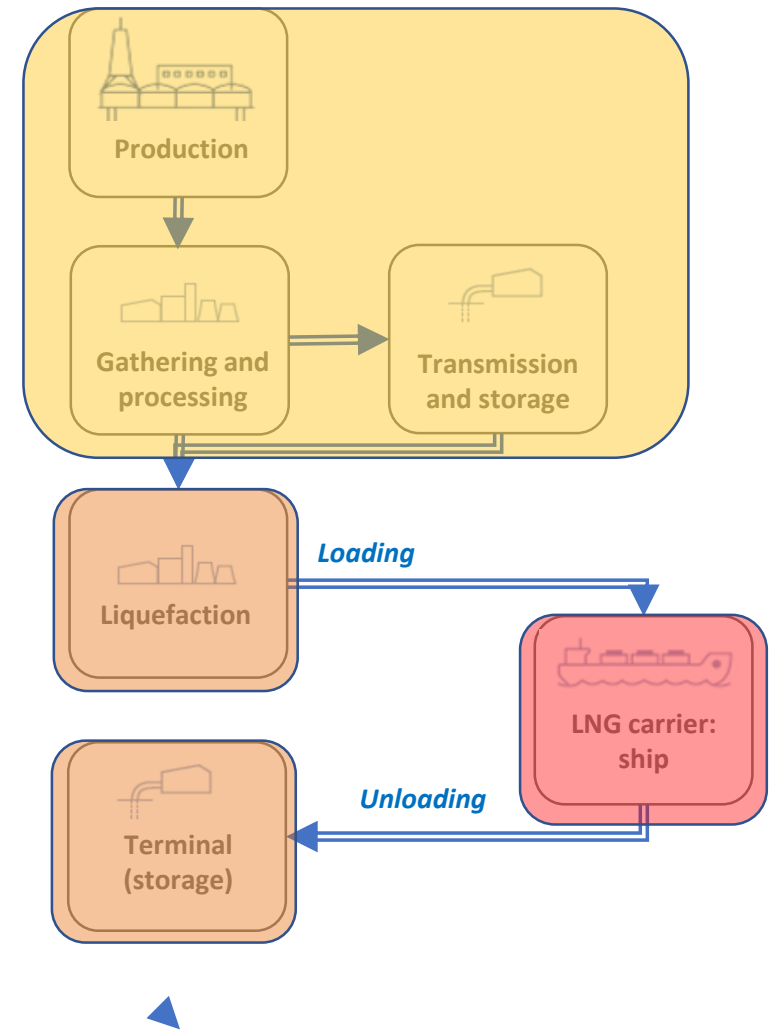 Production
Gathering and
processing
Transmission
and storage
Loading
Liquefaction
LNG carrier:
ship
Unloading
Terminal
(storage)